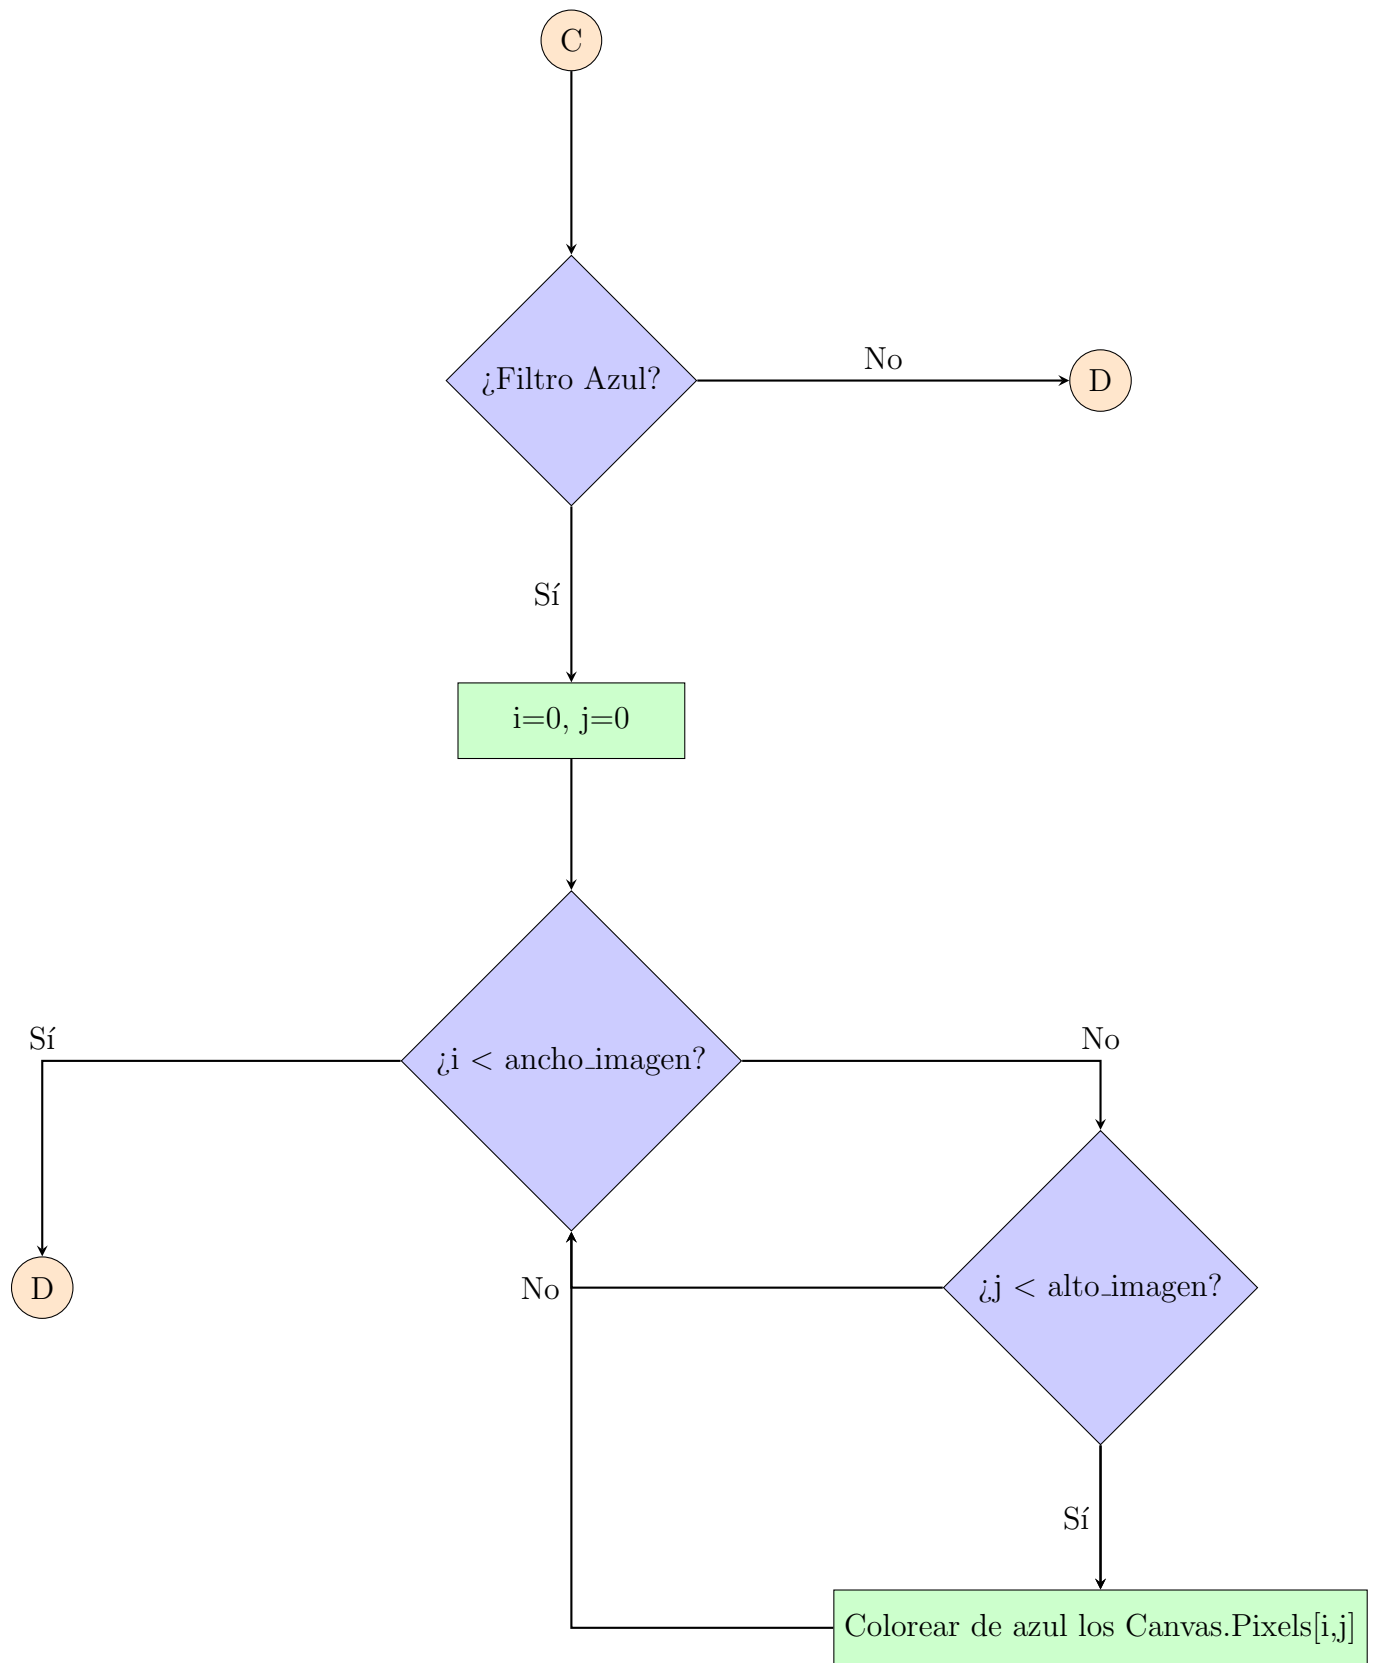 C
¿Filtro Azul?
No
D
Sí
i=0, j=0
Sí
¿i < ancho_imagen?
No
D
No
¿j < alto_imagen?
Sí
Colorear de azul los Canvas.Pixels[i,j]